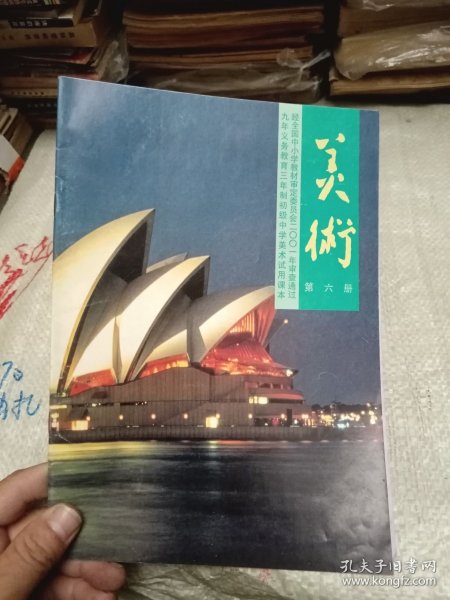 美術
第六册
经全国中小学教材审定委员会二〇〇一年审查通过
九年义务教育三年制初级中学美术试用课本
70
孔夫子旧书网
www.kongfz.com